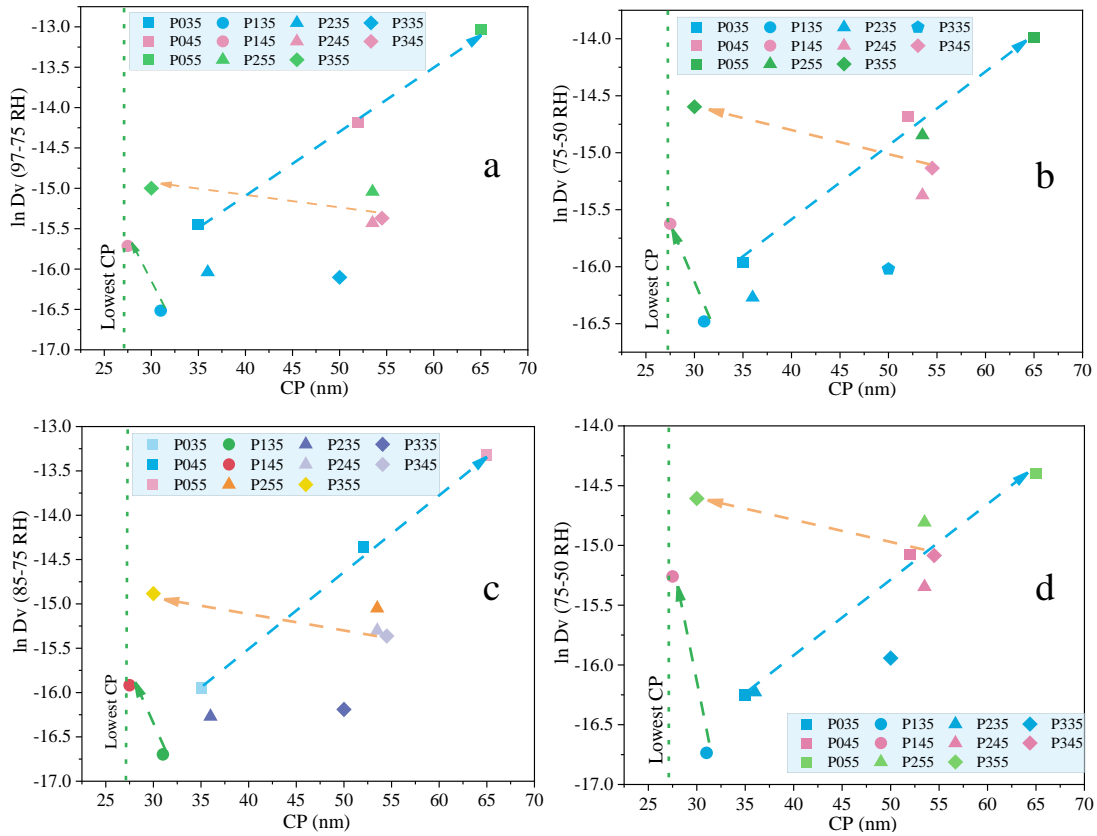 P035 P135 P235 P335
P045 P145 P245 P345
P055 P255 P355
a
Lowest CP
ln Dv (97-75 RH)
-13.0
-13.5
-14.0
-14.5
-15.0
-15.5
-16.0
-16.5
-17.0
25 30 35 40 45 50 55 60 65 70
CP (nm)
P035 P135 P235 P335
P045 P145 P245 P345
P055 P255 P355
b
Lowest CP
ln Dv (75-50 RH)
-14.0
-14.5
-15.0
-15.5
-16.0
-16.5
25 30 35 40 45 50 55 60 65 70
CP (nm)
P035 P135 P235 P335
P045 P145 P245 P345
P055 P255 P355
c
Lowest CP
ln Dv (85-75 RH)
-13.0
-13.5
-14.0
-14.5
-15.0
-15.5
-16.0
-16.5
-17.0
25 30 35 40 45 50 55 60 65 70
CP (nm)
d
Lowest CP
ln Dv (75-50 RH)
-14.0
-14.5
-15.0
-15.5
-16.0
-16.5
-17.0
P035 P135 P235 P335
P045 P145 P245 P345
P055 P255 P355
25 30 35 40 45 50 55 60 65 70
CP (nm)